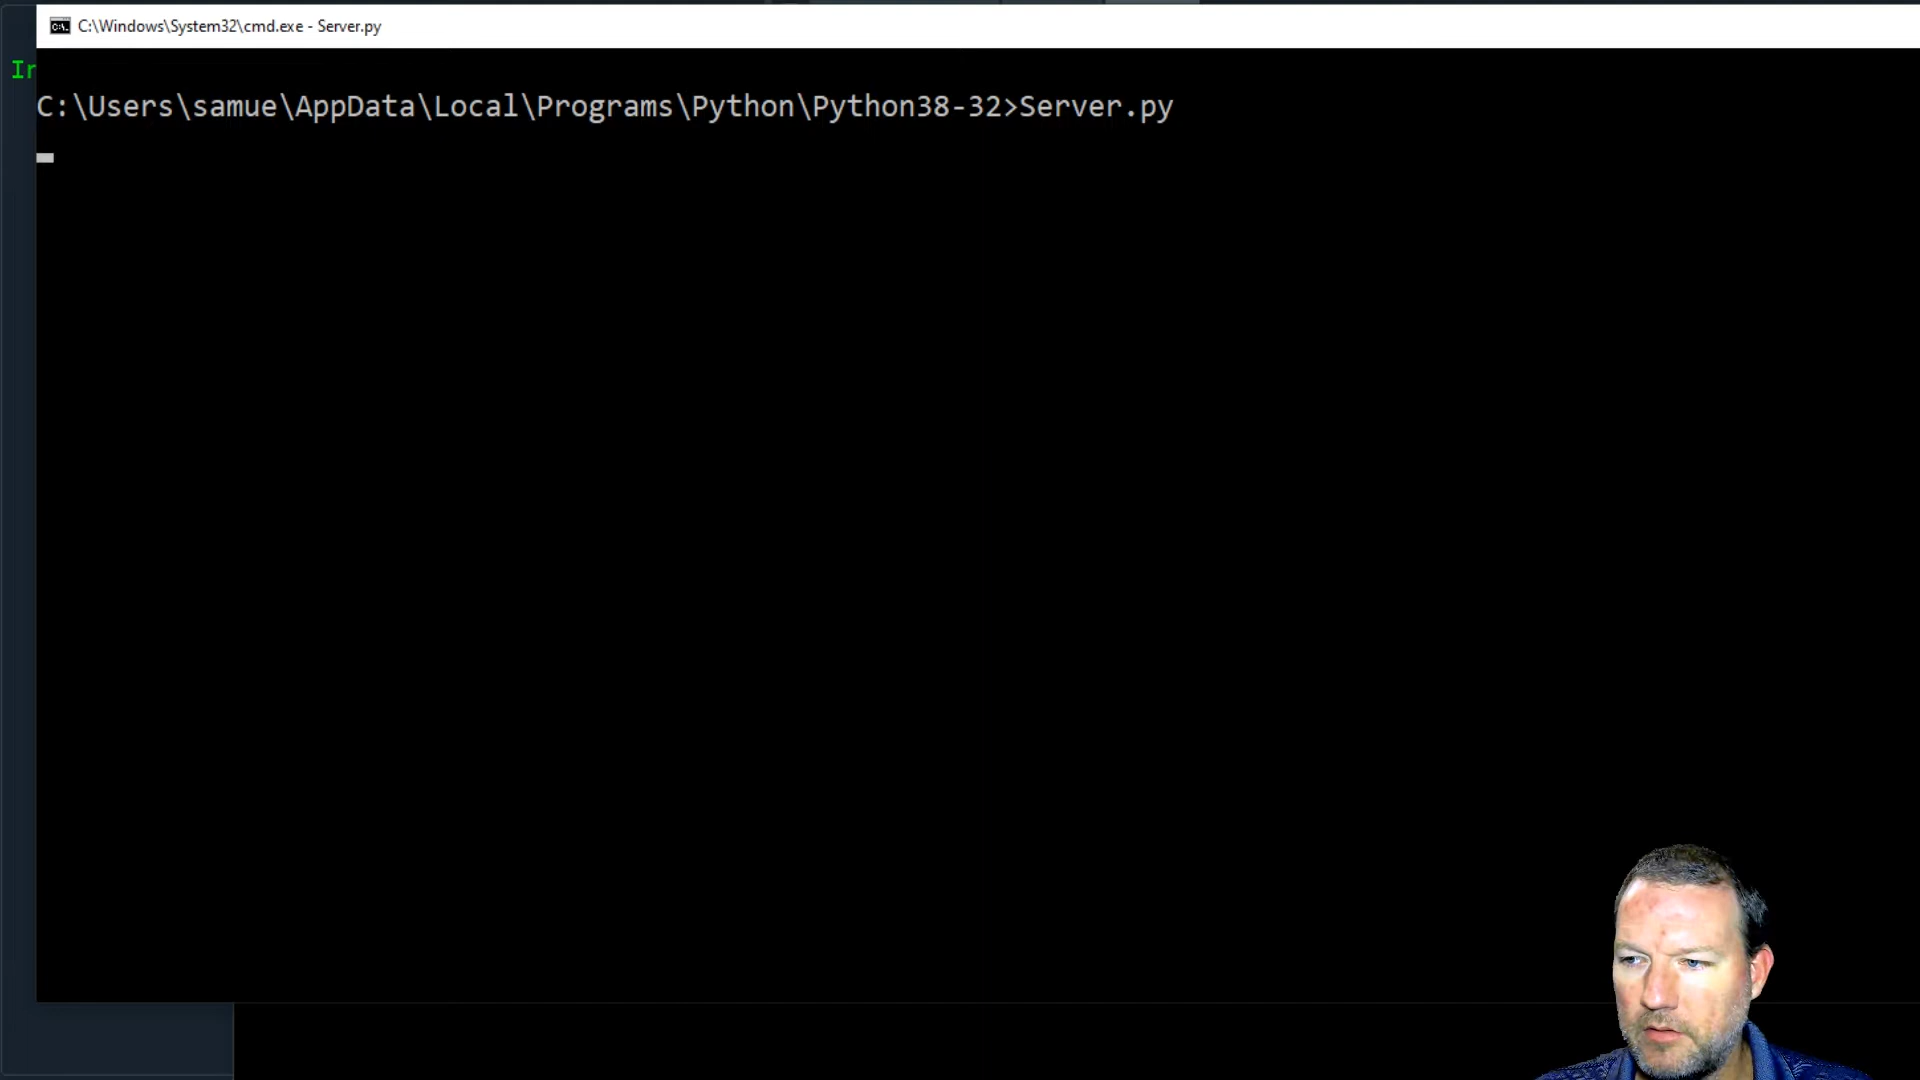 C:\Windows\System32\cmd.exe - Server.py
Ir
C:\Users\samue\AppData\Local\Programs\Python\Python38-32>Server.py